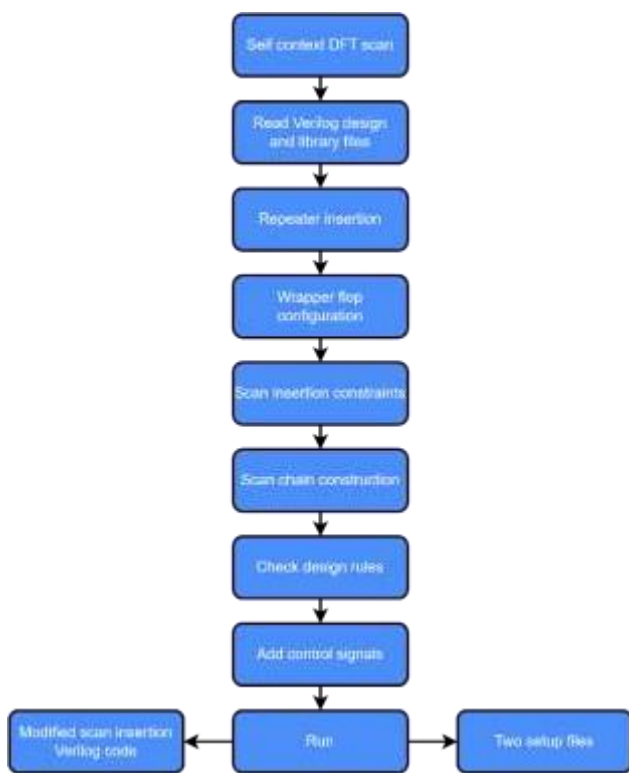 Self context DFT scan
Read Verilog design
and library files
Repeater insertion
Wrapper flop
configuration
Scan insertion constraints
Scan chain construction
Check design rules
Add control signals
Modified scan insertion
Verilog code
Run
Two setup files